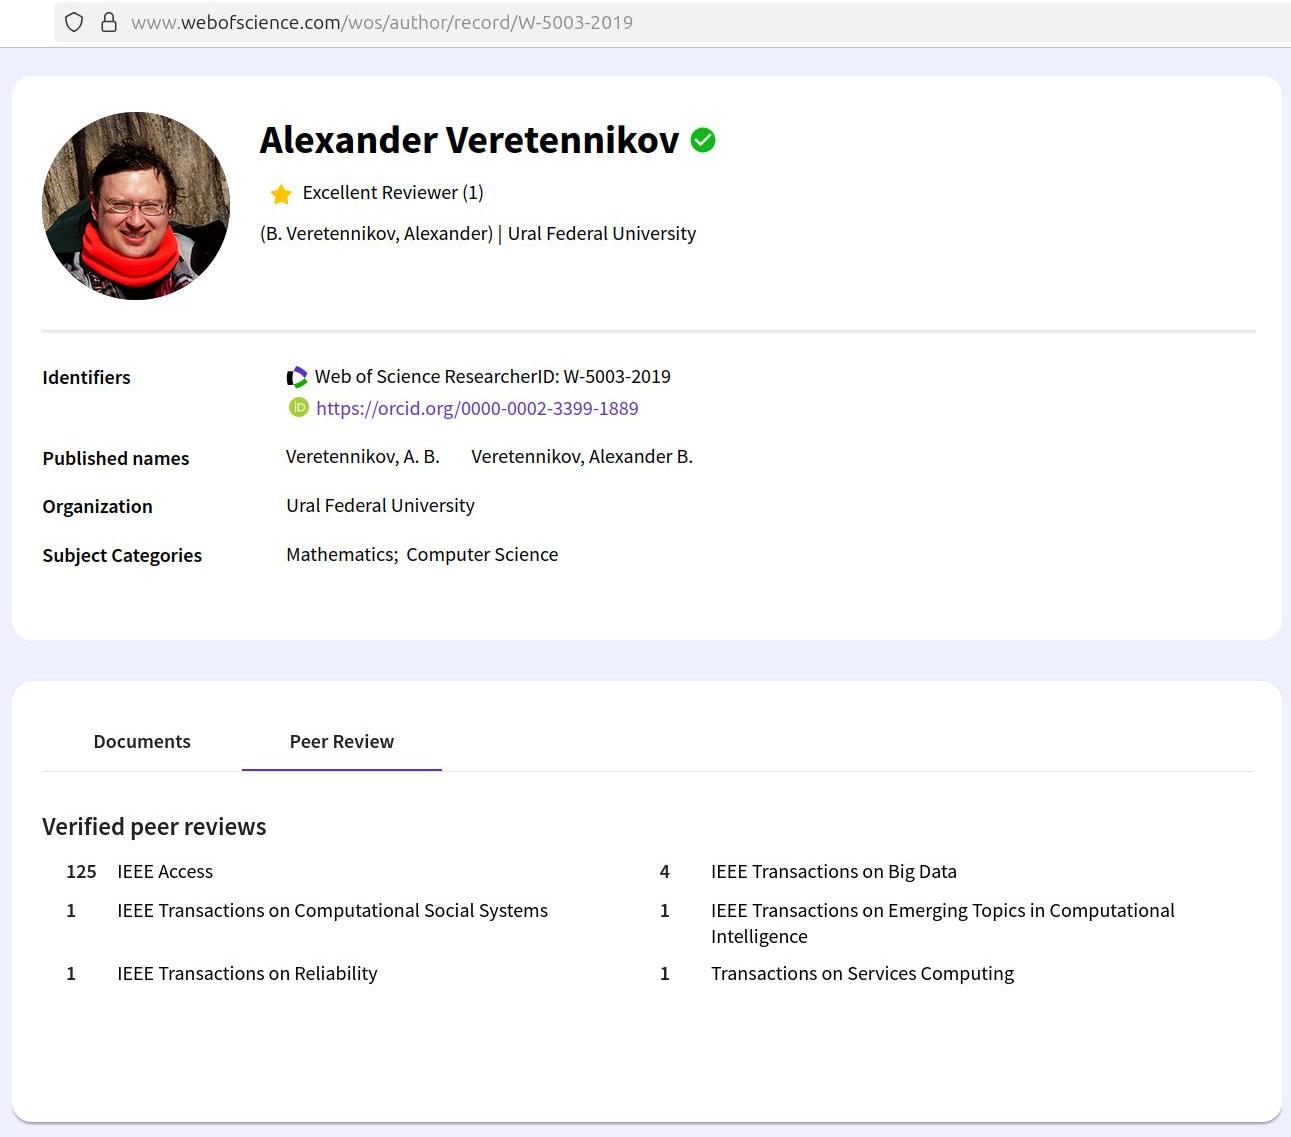 www.webofscience.com/wos/author/record/W-5003-2019
Alexander Veretennikov
Excellent Reviewer (1)
(B. Veretennikov, Alexander) | Ural Federal University
Identifiers
Web of Science ResearcherID: W-5003-2019
iD https://orcid.org/0000-0002-3399-1889
Published names
Veretennikov, A. B. Veretennikov, Alexander B.
Organization
Ural Federal University
Subject Categories
Mathematics; Computer Science
Documents
Peer Review
Verified peer reviews
125 IEEE Access
4 IEEE Transactions on Big Data
1 IEEE Transactions on Computational Social Systems
1 IEEE Transactions on Emerging Topics in Computational
Intelligence
1 IEEE Transactions on Reliability
1 Transactions on Services Computing